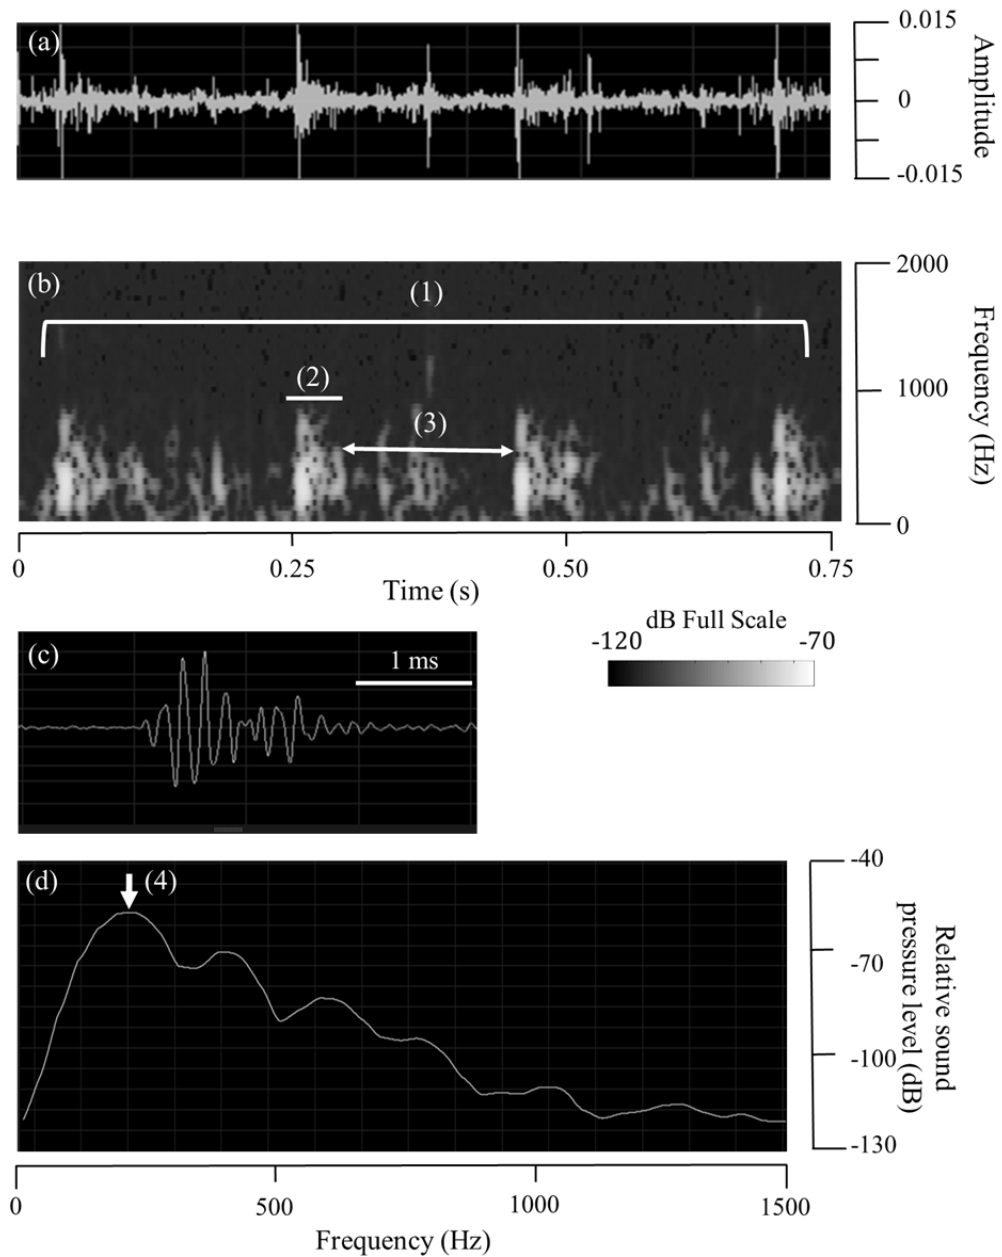 (a)
0.015
0
-0.015
Amplitude
(b)
(1)
(2)
(3)
2000
1000
0
Frequency (Hz)
0
0.25
0.50
0.75
Time (s)
(c)
1 ms
dB Full Scale
-120
-70
(d)
(4)
-40
-70
-100
-130
Relative sound
pressure level (dB)
0
500
1000
1500
Frequency (Hz)